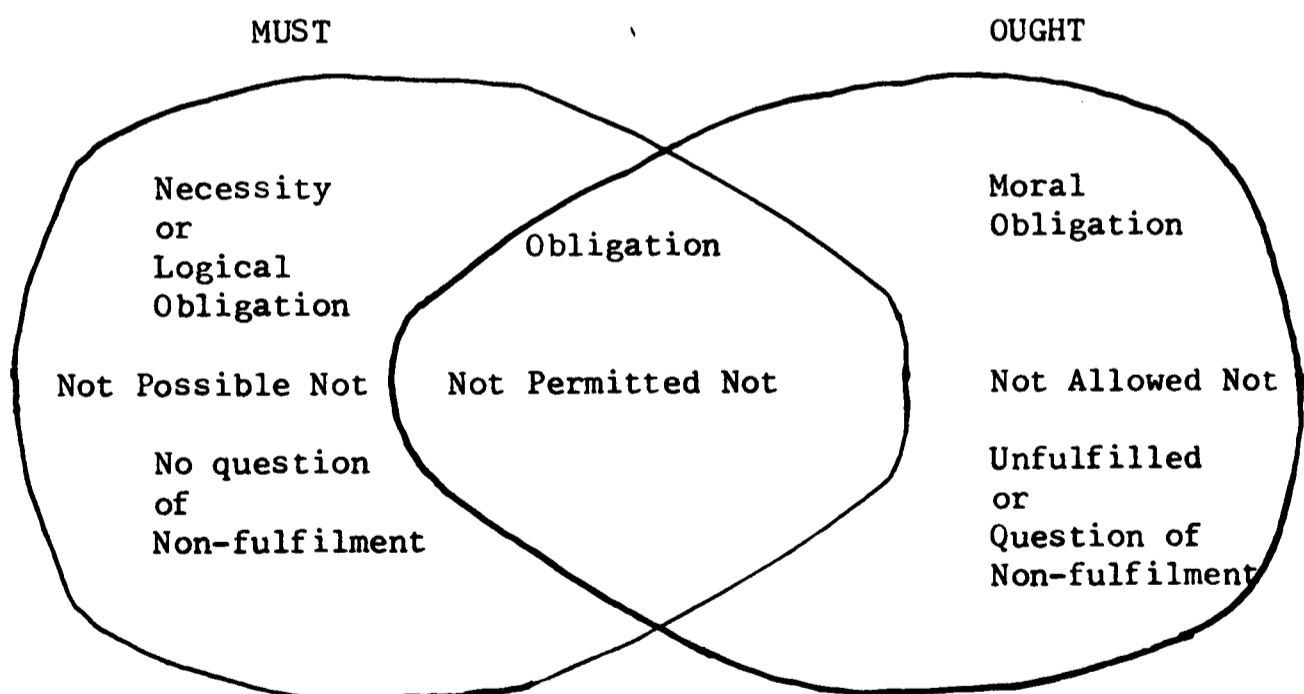 MUST
OUGHT
Necessity
or
Logical
Obligation
Not Possible Not
No question
of
Non-fulfilment
Obligation
Not Permitted Not
Moral
Obligation
Not Allowed Not
Unfulfilled
or
Question of
Non-fulfilment